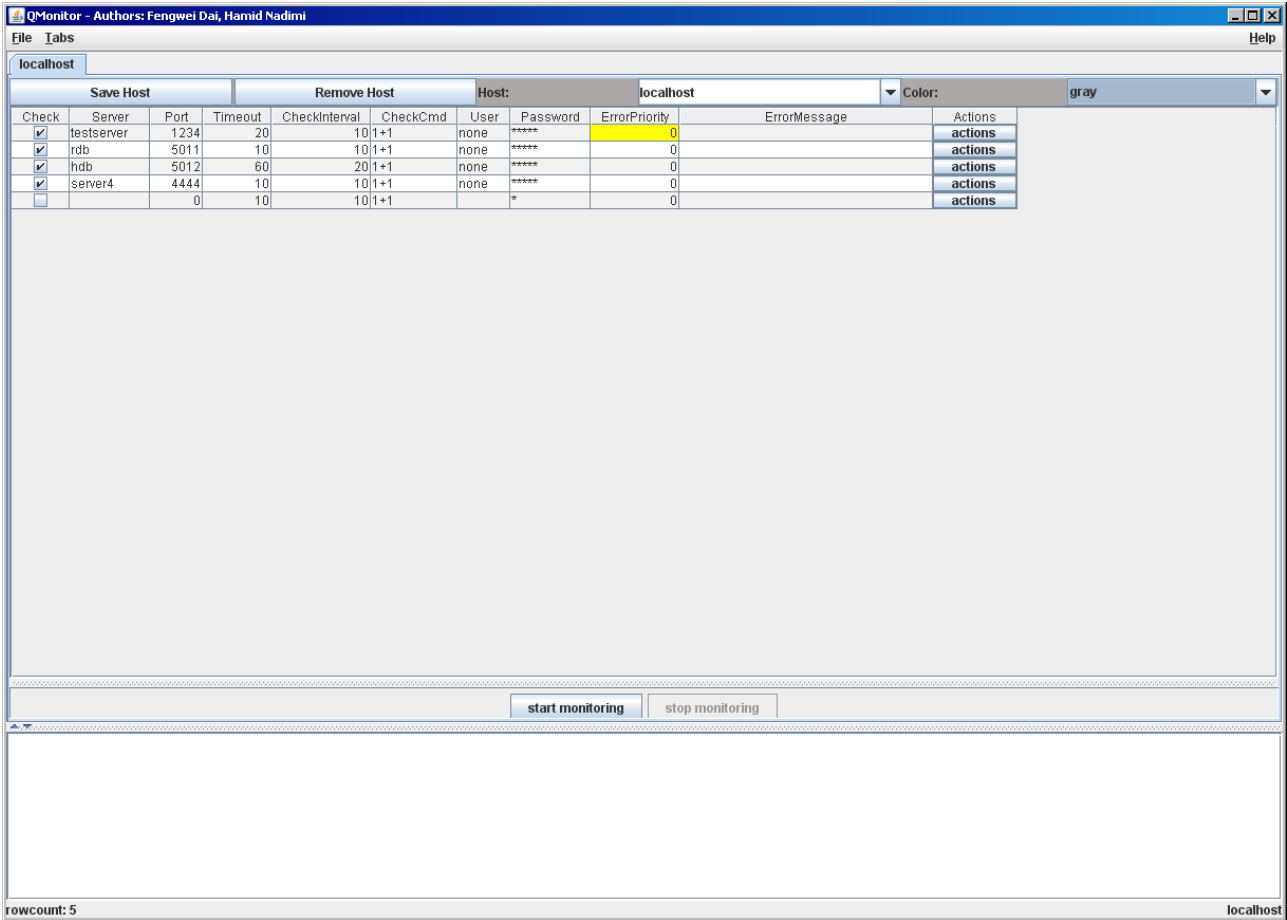 QMonitor - Authors: Fengwei Dai, Hamid Nadimi
File Tabs Help
localhost
Save Host Remove Host Host: localhost Color: gray
Check Server Port Timeout CheckInterval CheckCmd User Password ErrorPriority ErrorMessage Actions
testserver 1234 20 10 1+1 none ***** 0 actions
rdb 5011 10 10 1+1 none ***** 0 actions
hdb 5012 60 20 1+1 none ***** 0 actions
server4 4444 10 10 1+1 none ***** 0 actions
0 10 10 1+1 * 0 actions
start monitoring stop monitoring
rowcount: 5 localhost